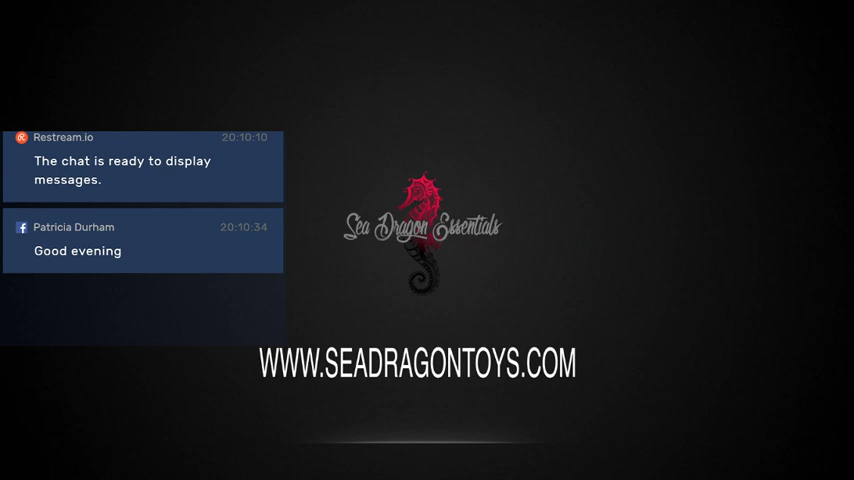 Restream.io 20:10:10
The chat is ready to display
messages.
Patricia Durham 20:10:34
Good evening
Sea Dragon Essentials
WWW.SEADRAGONTOYS.COM